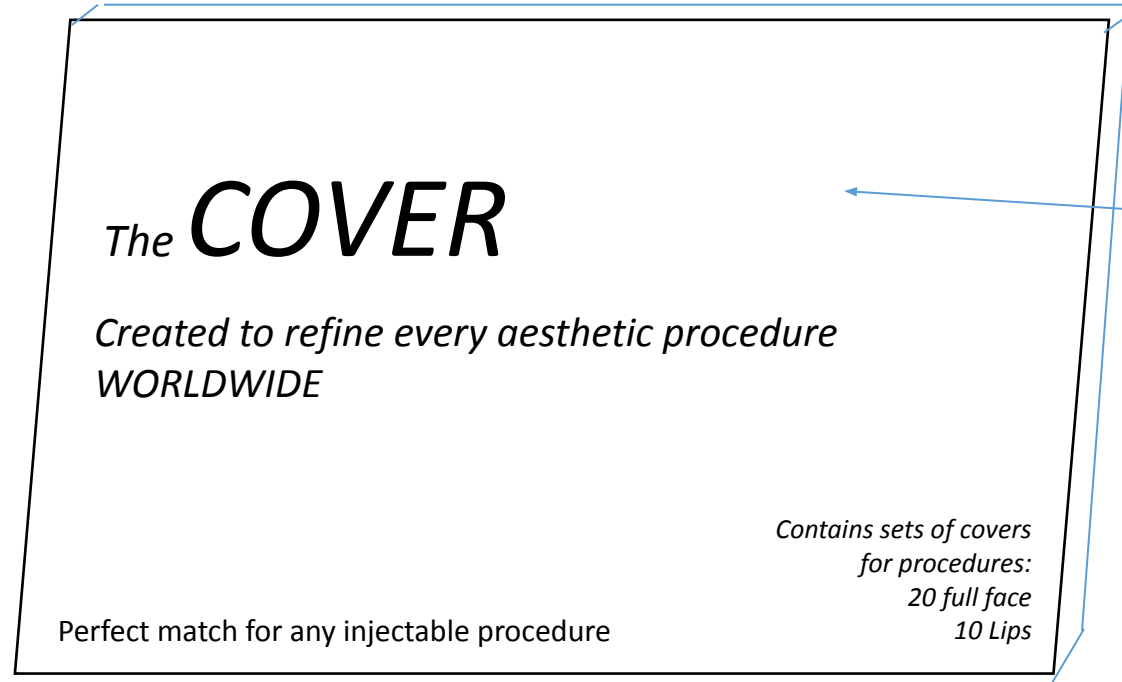 The COVER
Created to refine every aesthetic procedure
WORLDWIDE
Contains sets of covers
for procedures:
20 full face
10 Lips
Perfect match for any injectable procedure